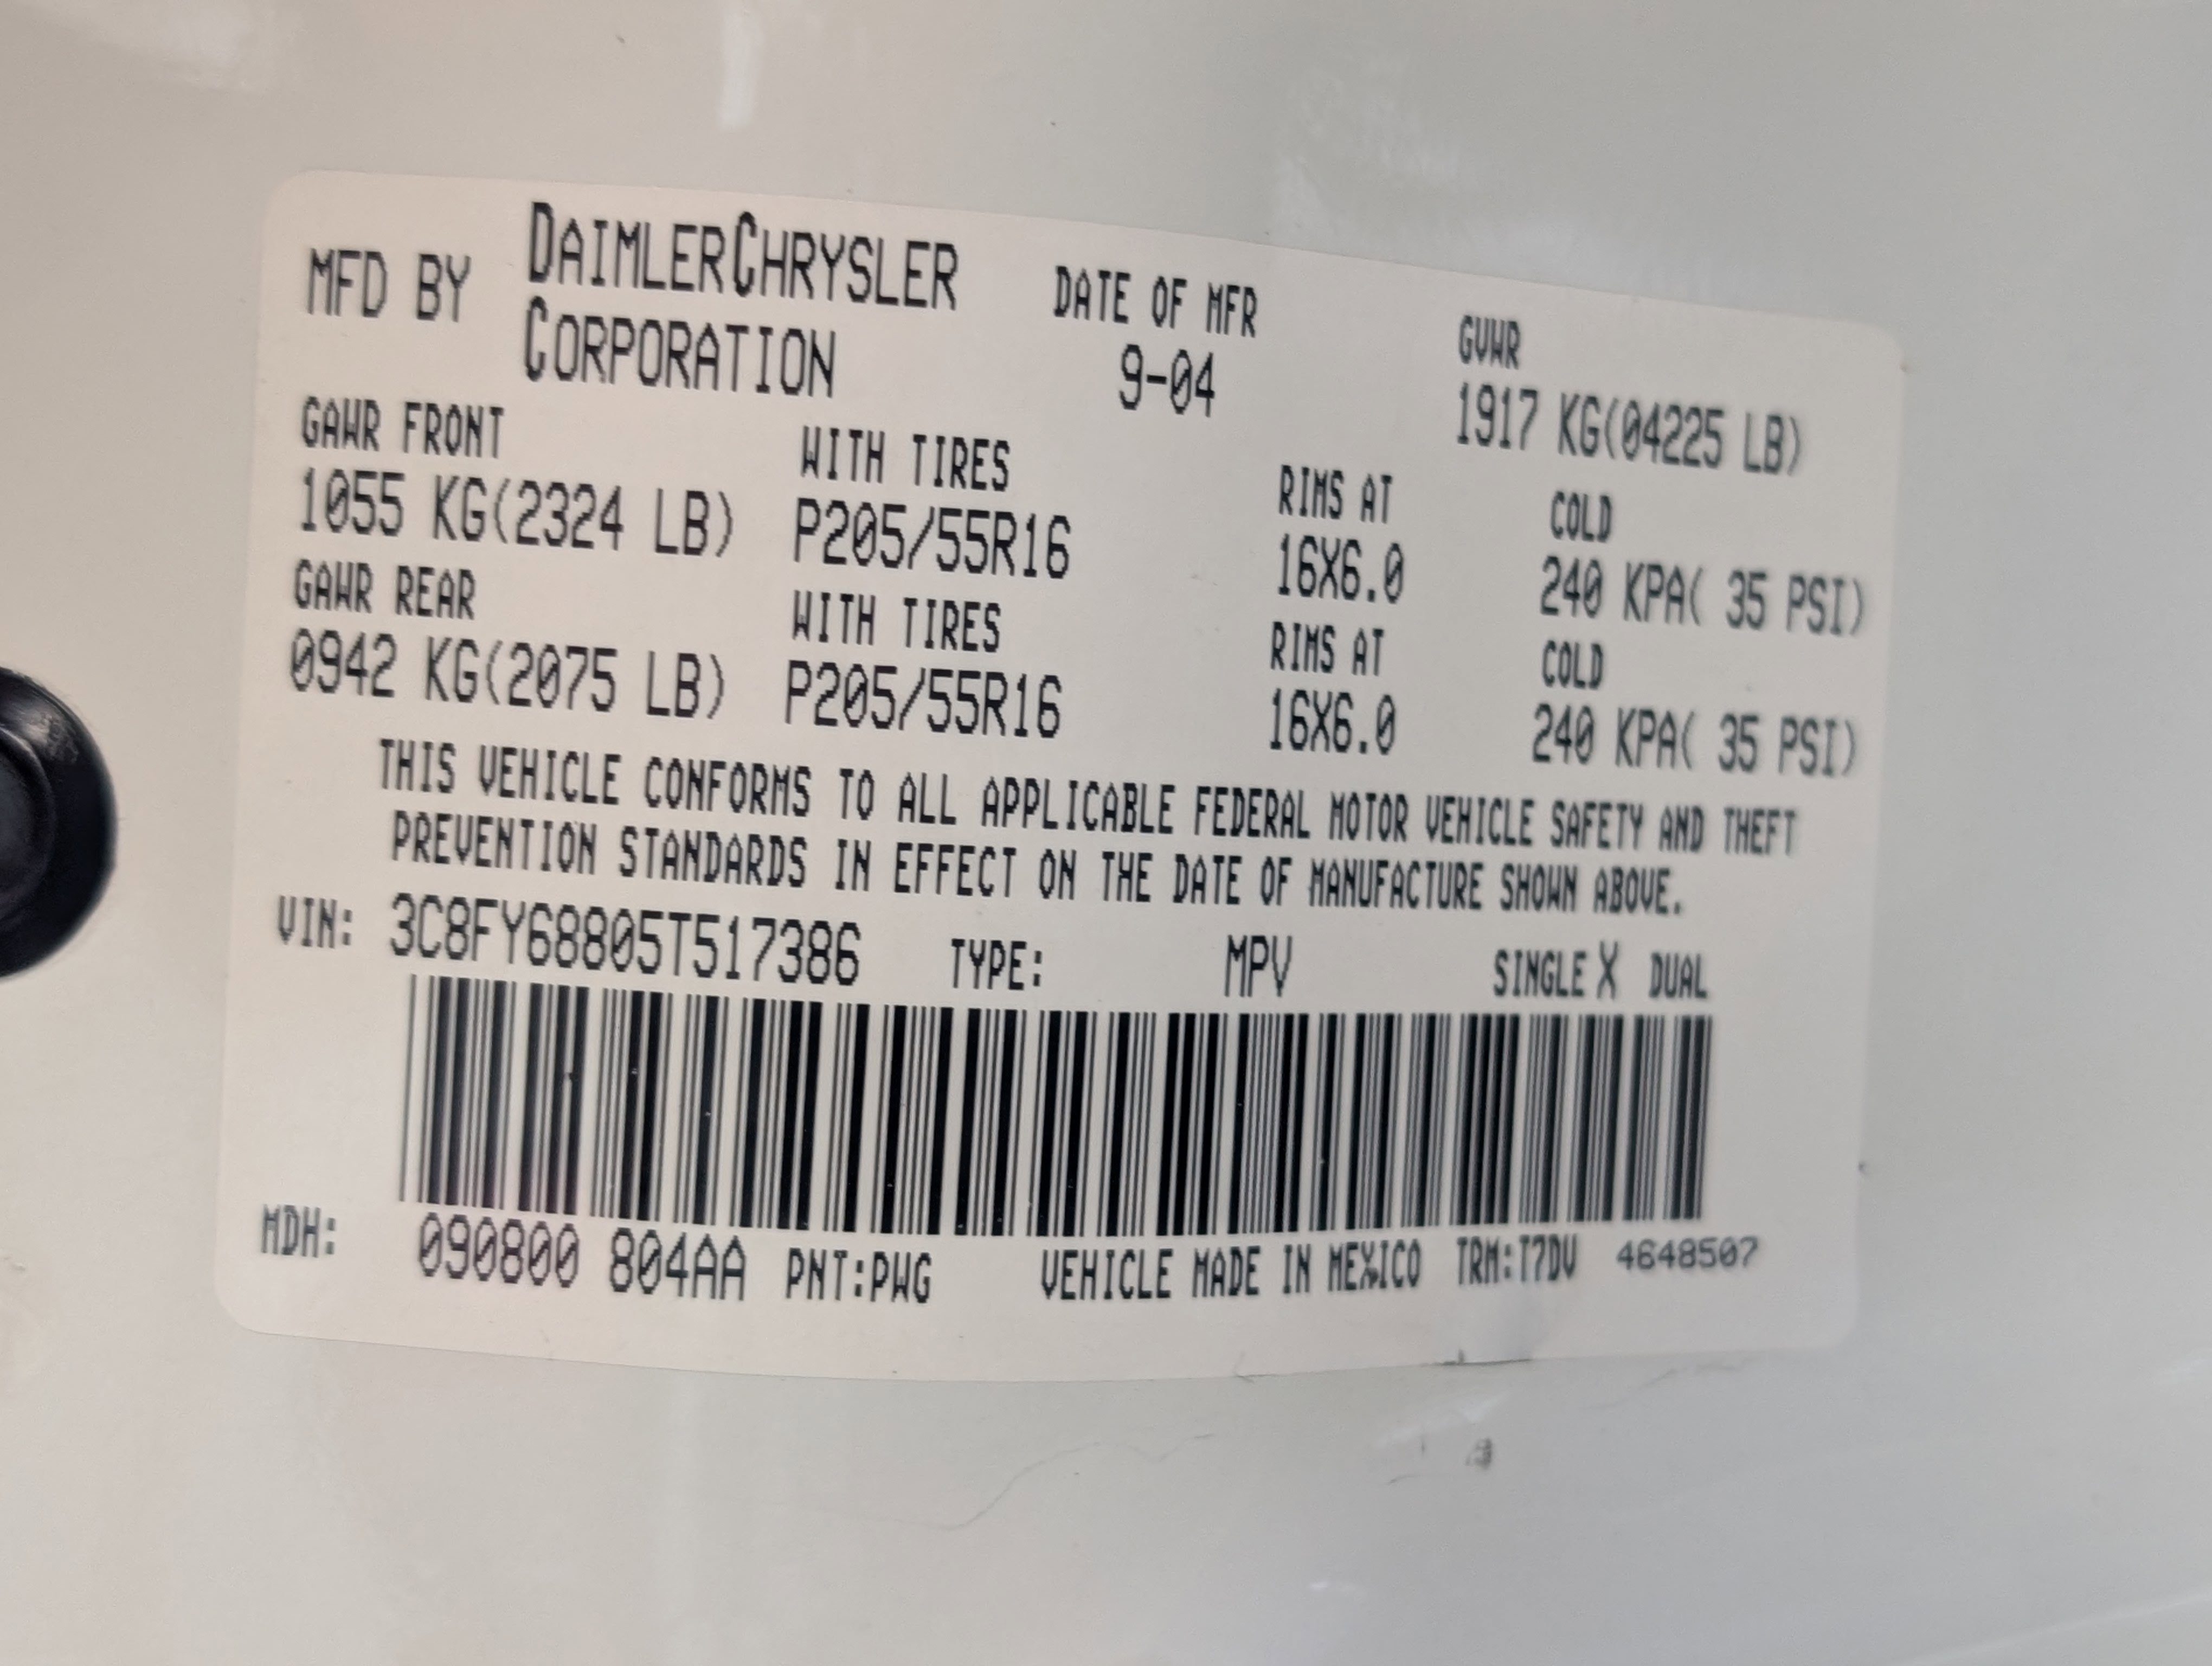 MFD BY DAIMLERCHRYSLER CORPORATION DATE OF MFR 9-04 GVWR
1917 KG(04225 LB)
GAWR FRONT WITH TIRES RIMS AT COLD
1055 KG(2324 LB) P205/55R16 16X6.0 240 KPA( 35 PSI)
GAWR REAR WITH TIRES RIMS AT COLD
0942 KG(2075 LB) P205/55R16 16X6.0 240 KPA( 35 PSI)
THIS VEHICLE CONFORMS TO ALL APPLICABLE FEDERAL MOTOR VEHICLE SAFETY AND THEFT
PREVENTION STANDARDS IN EFFECT ON THE DATE OF MANUFACTURE SHOWN ABOVE.
VIN: 3C8FY68805T517386 TYPE: MPV SINGLE X DUAL
MDH: 090800 804AA PNT:PWG VEHICLE MADE IN MEXICO TRM:T7DV 4648507